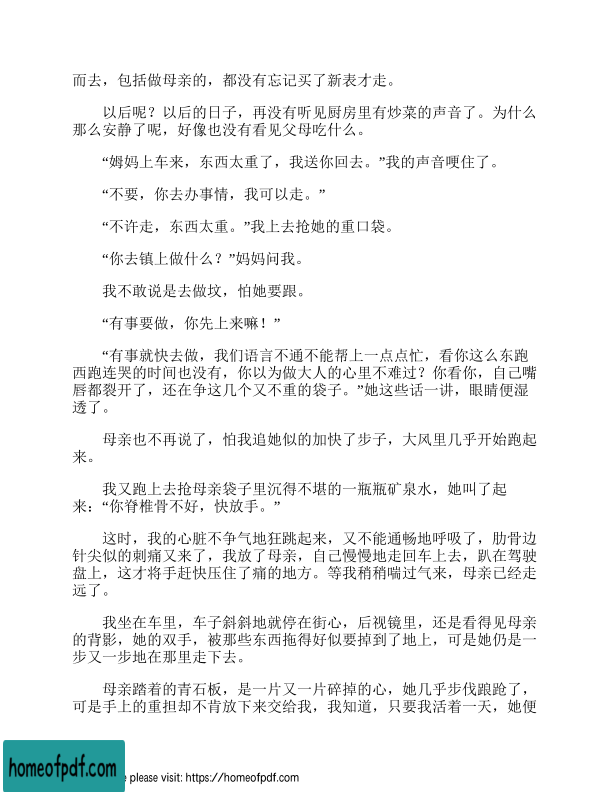 而去，包括做母亲的，都没有忘记买了新表才走。
以后呢？以后的日子，再没有听见厨房里有炒菜的声音了。为什么
那么安静了呢，好像也没有看见父母吃什么。
“姆妈上车来，东西太重了，我送你回去。”我的声音哽住了。
“不要，你去办事情，我可以走。”
“不许走，东西太重。”我上去抢她的重口袋。
“你去镇上做什么？”妈妈问我。
我不敢说是去做坟，怕她要跟。
“有事要做，你先上来嘛！”
“有事就快去做，我们语言不通不能帮上一点点忙，看你这么东跑
西跑连哭的时间也没有，你以为做大人的心里不难过？你看你，自己嘴
唇都裂开了，还在争这几个又不重的袋子。”她这些话一讲，眼睛便湿
透了。
母亲也不再说了，怕我追她似的加快了步子，大风里几乎开始跑起
来。
我又跑上去抢母亲袋子里沉得不堪的一瓶瓶矿泉水，她叫了起
来：“你脊椎骨不好，快放手。”
这时，我的心脏不争气地狂跳起来，又不能通畅地呼吸了，肋骨边
针尖似的刺痛又来了，我放了母亲，自己慢慢地走回车上去，趴在驾驶
盘上，这才将手赶快压住了痛的地方。等我稍稍喘过气来，母亲已经走
远了。
我坐在车里，车子斜斜地就停在街心，后视镜里，还是看得见母亲
的背影，她的双手，被那些东西拖得好似要掉到了地上，可是她仍是一
步又一步地在那里走下去。
母亲踏着的青石板，是一片又一片碎掉的心，她几乎步伐踉跄了，
可是手上的重担却不肯放下来交给我，我知道，只要我活着一天，她便
homeofpdf.com
e please visit: https://homeofpdf.com